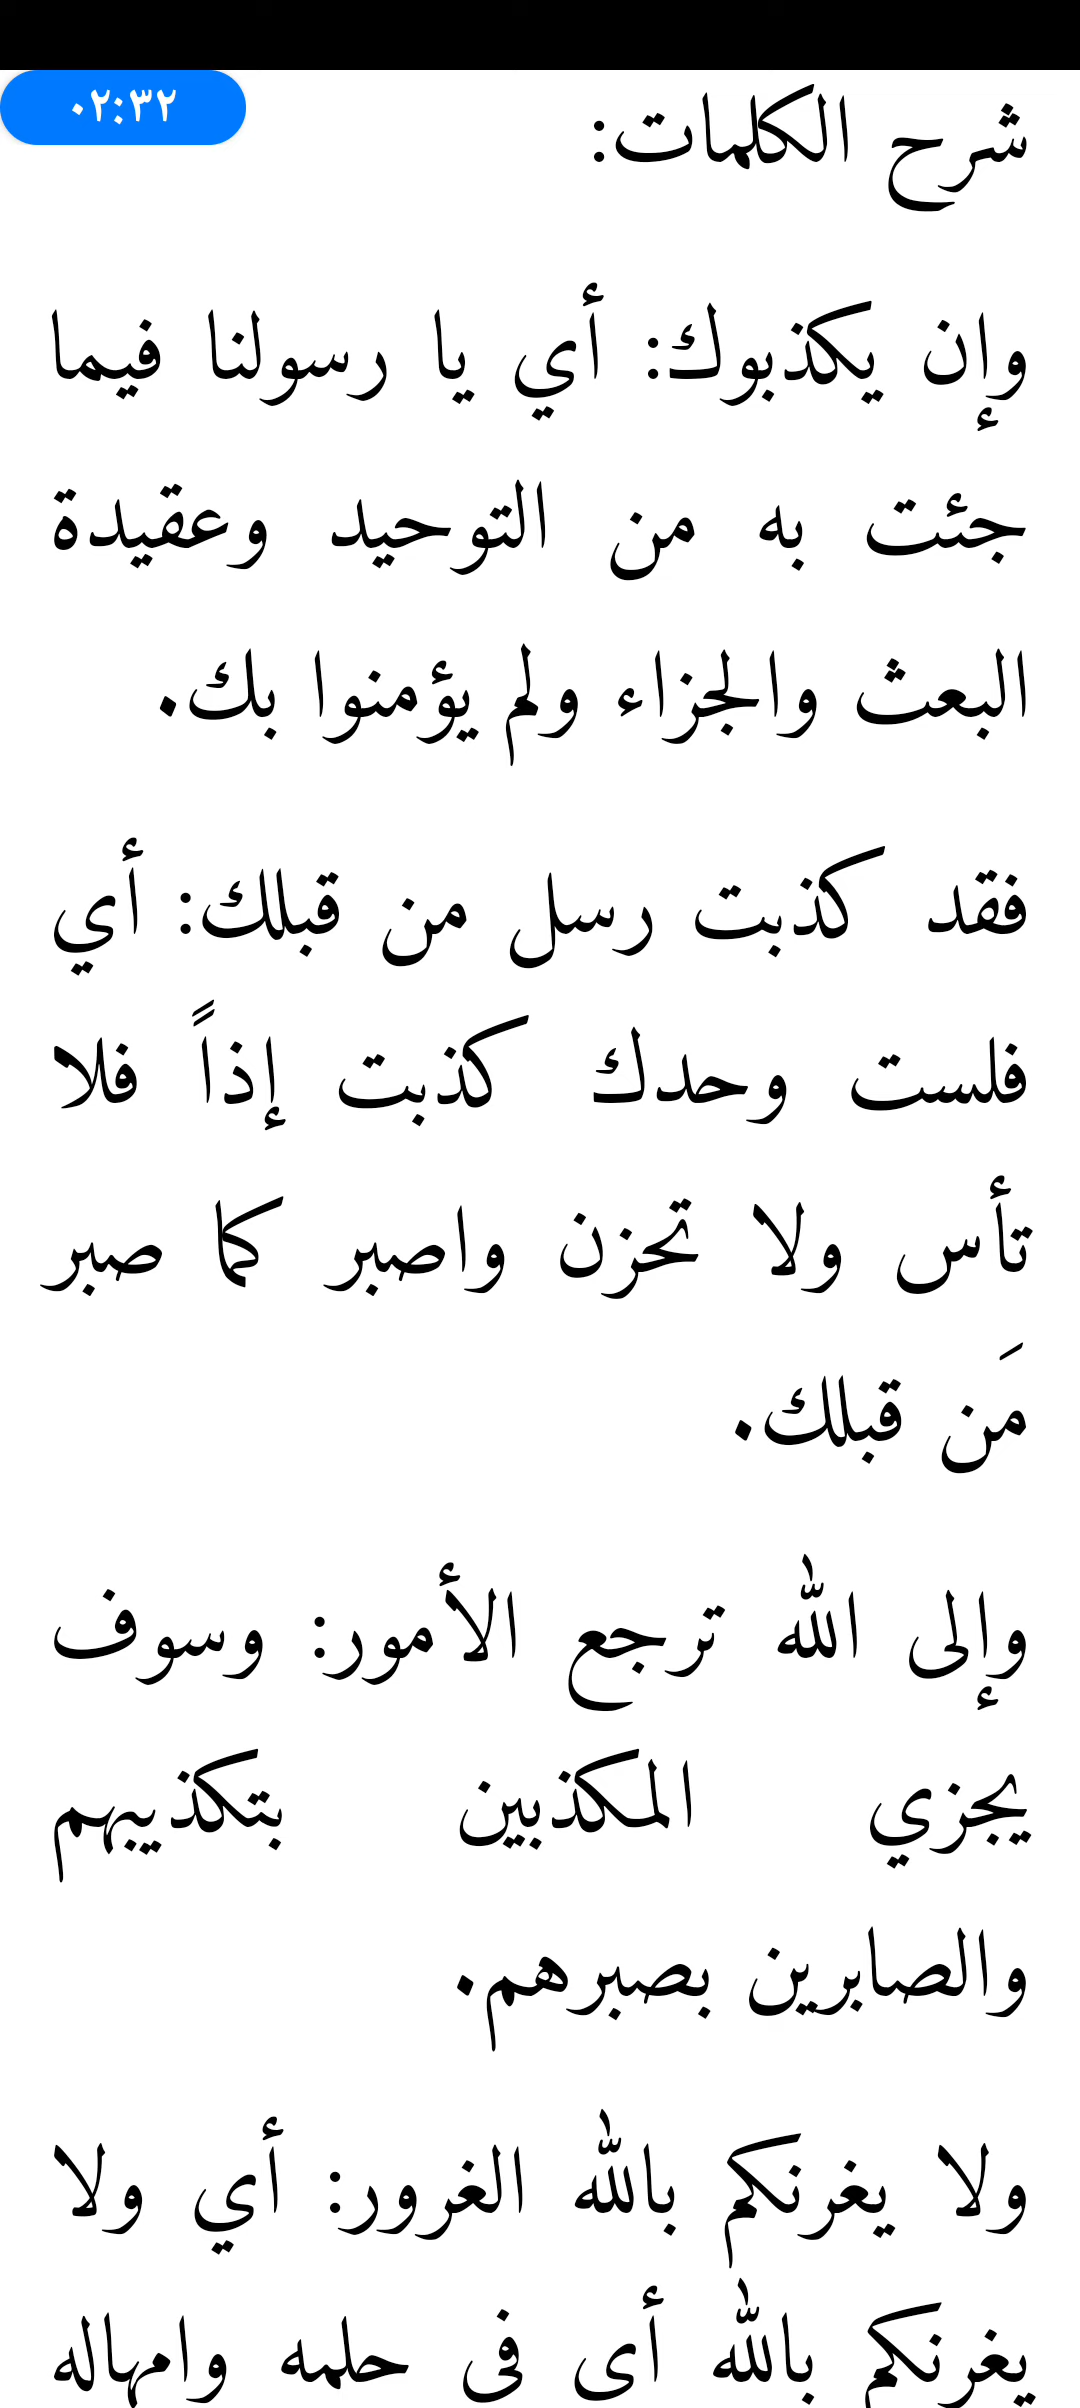 ٠٢:٣٢
شرح الكلمات:
وإن يكذبوك: أي يا رسولنا فيما
جئت به من التوحيد وعقيدة
البعث والجزاء ولم يؤمنوا بك.
فقد كذبت رسل من قبلك: أي
فلست وحدك كذبت إذاً فلا
تأس ولا تحزن واصبر كما صبر
مَن قبلك.
وإلى الله ترجع الأمور: وسوف
يجزي المكذبين بتكذيبهم
والصابرين بصبرهم.
ولا يغرنكم بالله الغرور: أي ولا
يغرنكم بالله أي في حلمه وامهاله